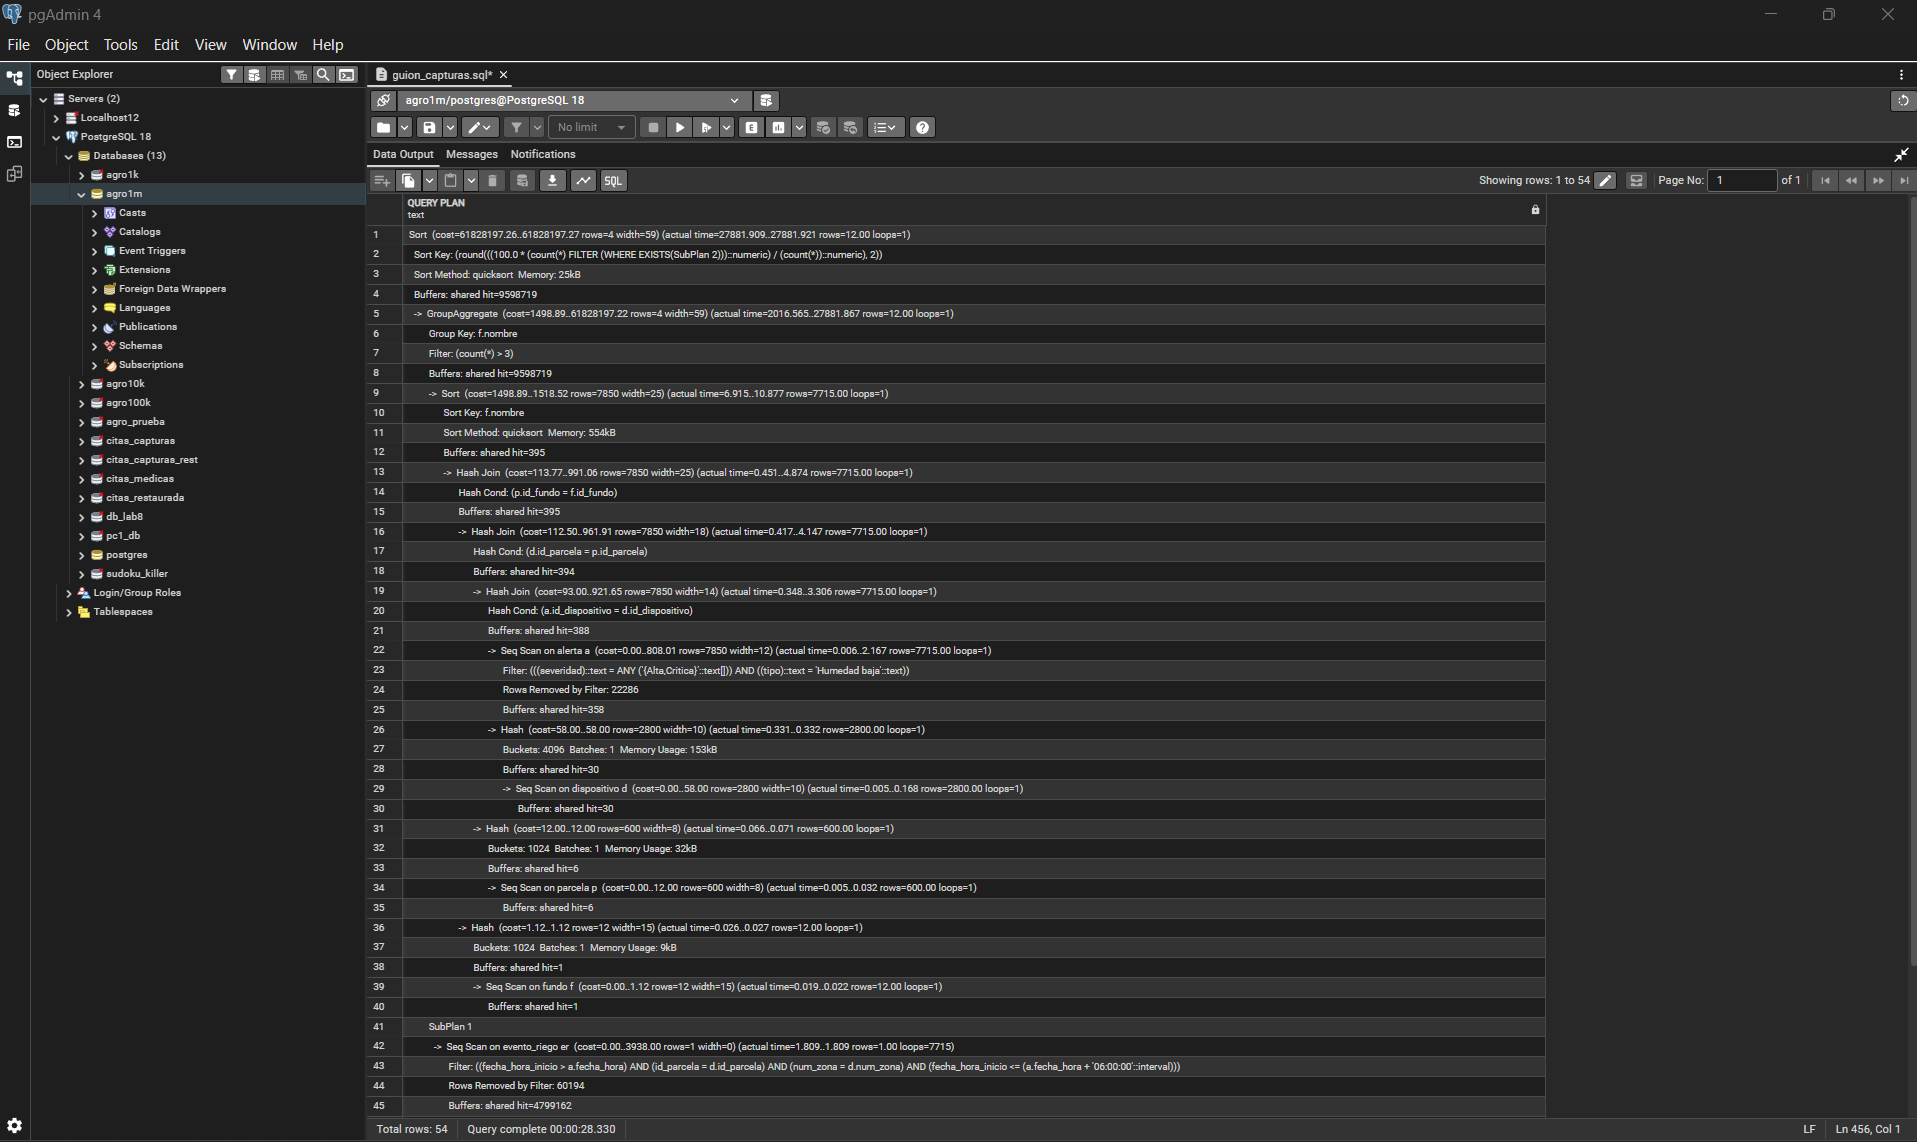 pgAdmin 4
File Object Tools Edit View Window Help
Object Explorer
guion_capturas.sql*
Servers (2)
Localhost12
PostgreSQL 18
Databases (13)
agro1k
agro1m
Casts
Catalogs
Event Triggers
Extensions
Foreign Data Wrappers
Languages
Publications
Schemas
Subscriptions
agro10k
agro100k
agro_prueba
citas_capturas
citas_capturas_rest
citas_medicas
citas_restaurada
db_lab8
pc1_db
postgres
sudoku_killer
Login/Group Roles
Tablespaces
agro1m/postgres@PostgreSQL 18
No limit
E
Data Output Messages Notifications
SQL
Showing rows: 1 to 54
Page No: 1 of 1
QUERY PLAN
text
1 Sort (cost=61828197.26..61828197.27 rows=4 width=59) (actual time=27881.909..27881.921 rows=12.00 loops=1)
2 Sort Key: (round(((100.0 * (count(*) FILTER (WHERE EXISTS(SubPlan 2)))::numeric) / (count(*))::numeric), 2))
3 Sort Method: quicksort Memory: 25kB
4 Buffers: shared hit=9598719
5 -> GroupAggregate (cost=1498.89..61828197.22 rows=4 width=59) (actual time=2016.565..27881.867 rows=12.00 loops=1)
6 Group Key: f.nombre
7 Filter: (count(*) > 3)
8 Buffers: shared hit=9598719
9 -> Sort (cost=1498.89..1518.52 rows=7850 width=25) (actual time=6.915..10.877 rows=7715.00 loops=1)
10 Sort Key: f.nombre
11 Sort Method: quicksort Memory: 554kB
12 Buffers: shared hit=395
13 -> Hash Join (cost=113.77..991.06 rows=7850 width=25) (actual time=0.451..4.874 rows=7715.00 loops=1)
14 Hash Cond: (p.id_fundo = f.id_fundo)
15 Buffers: shared hit=395
16 -> Hash Join (cost=112.50..961.91 rows=7850 width=18) (actual time=0.417..4.147 rows=7715.00 loops=1)
17 Hash Cond: (d.id_parcela = p.id_parcela)
18 Buffers: shared hit=394
19 -> Hash Join (cost=93.00..921.65 rows=7850 width=14) (actual time=0.348..3.306 rows=7715.00 loops=1)
20 Hash Cond: (a.id_dispositivo = d.id_dispositivo)
21 Buffers: shared hit=388
22 -> Seq Scan on alerta a (cost=0.00..808.01 rows=7850 width=12) (actual time=0.006..2.167 rows=7715.00 loops=1)
23 Filter: (((severidad)::text = ANY ('{Alta,Critica}'::text[])) AND ((tipo)::text = 'Humedad baja'::text))
24 Rows Removed by Filter: 22286
25 Buffers: shared hit=358
26 -> Hash (cost=58.00..58.00 rows=2800 width=10) (actual time=0.331..0.332 rows=2800.00 loops=1)
27 Buckets: 4096 Batches: 1 Memory Usage: 153kB
28 Buffers: shared hit=30
29 -> Seq Scan on dispositivo d (cost=0.00..58.00 rows=2800 width=10) (actual time=0.005..0.168 rows=2800.00 loops=1)
30 Buffers: shared hit=30
31 -> Hash (cost=12.00..12.00 rows=600 width=8) (actual time=0.066..0.071 rows=600.00 loops=1)
32 Buckets: 1024 Batches: 1 Memory Usage: 32kB
33 Buffers: shared hit=6
34 -> Seq Scan on parcela p (cost=0.00..12.00 rows=600 width=8) (actual time=0.005..0.032 rows=600.00 loops=1)
35 Buffers: shared hit=6
36 -> Hash (cost=1.12..1.12 rows=12 width=15) (actual time=0.026..0.027 rows=12.00 loops=1)
37 Buckets: 1024 Batches: 1 Memory Usage: 9kB
38 Buffers: shared hit=1
39 -> Seq Scan on fundo f (cost=0.00..1.12 rows=12 width=15) (actual time=0.019..0.022 rows=12.00 loops=1)
40 Buffers: shared hit=1
41 SubPlan 1
42 -> Seq Scan on evento_riego er (cost=0.00..3938.00 rows=1 width=0) (actual time=1.809..1.809 rows=1.00 loops=7715)
43 Filter: ((fecha_hora_inicio > a.fecha_hora) AND (id_parcela = d.id_parcela) AND (num_zona = d.num_zona) AND (fecha_hora_inicio <= (a.fecha_hora + '06:00:00'::interval)))
44 Rows Removed by Filter: 60194
45 Buffers: shared hit=4799162
Total rows: 54 Query complete 00:00:28.330
LF Ln 456, Col 1